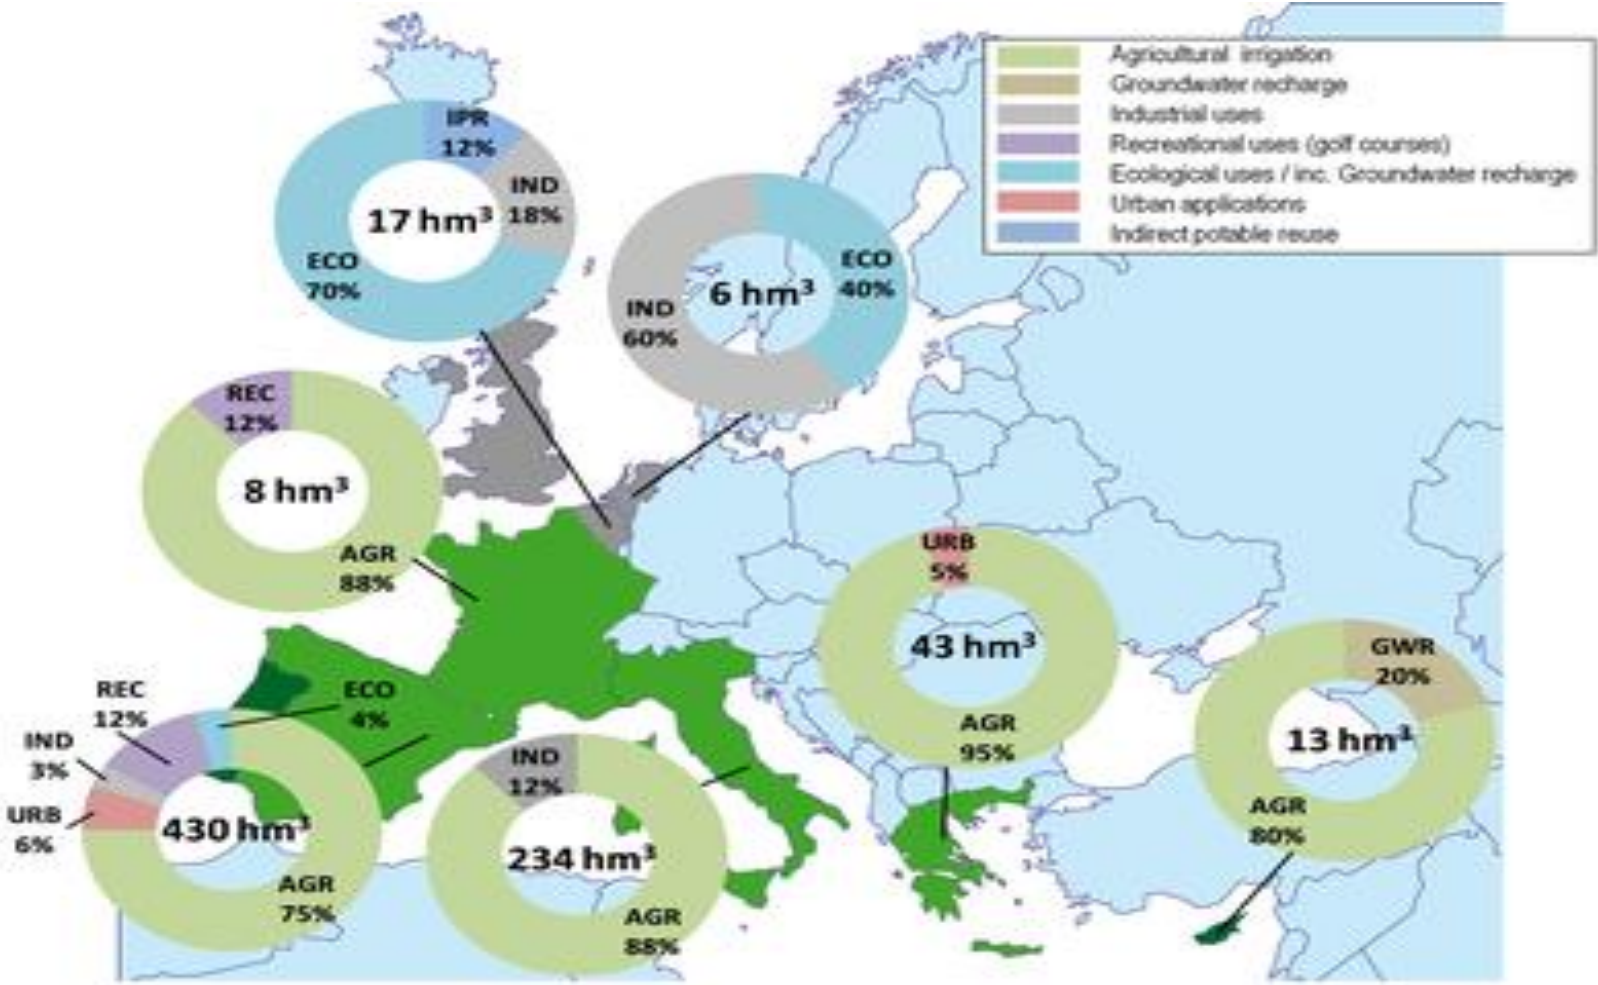 Agricultural irrigation
Groundwater recharge
Industrial uses
Recreational uses (golf courses)
Ecological uses / inc. Groundwater recharge
Urban applications
Indirect potable reuse
IPR
12%
IND
18%
17 hm³
ECO
70%
ECO
40%
6 hm³
IND
60%
REC
12%
8 hm³
AGR
88%
URB
5%
43 hm³
AGR
95%
GWR
20%
13 hm³
AGR
80%
REC
12%
ECO
4%
IND
3%
URB
6%
430 hm³
AGR
75%
IND
12%
234 hm³
AGR
88%